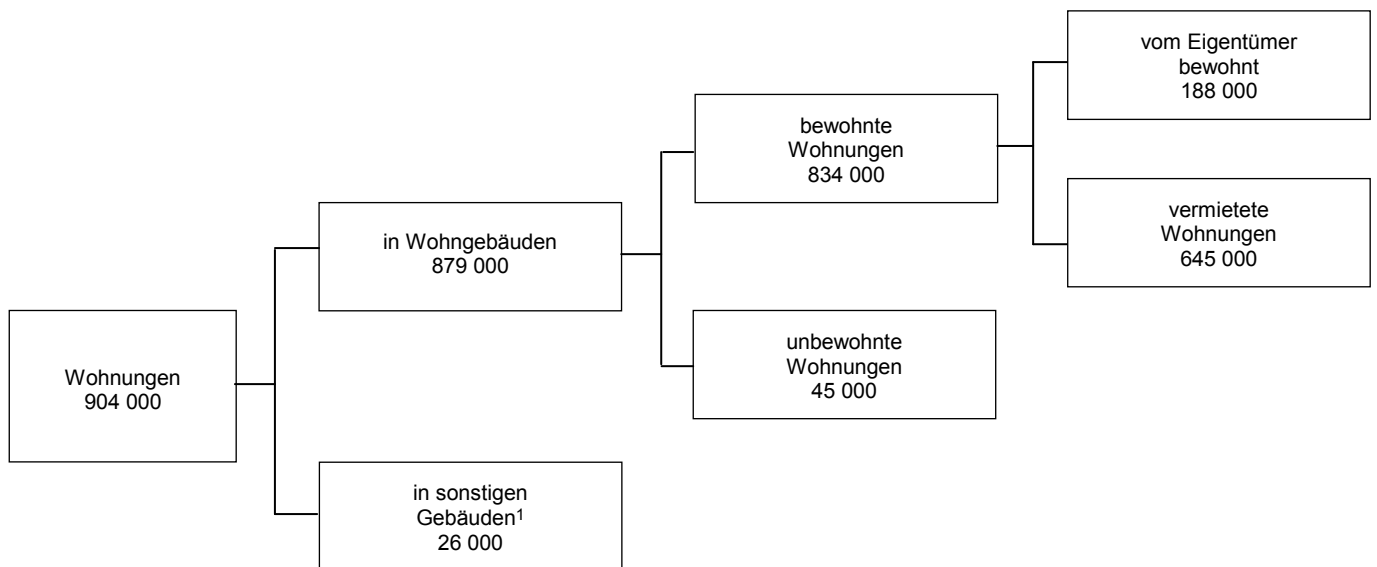 vom Eigentümer
bewohnt
188 000
bewohnte
Wohnungen
834 000
vermietete
Wohnungen
645 000
in Wohngebäuden
879 000
unbewohnte
Wohnungen
45 000
Wohnungen
904 000
in sonstigen
Gebäuden¹
26 000